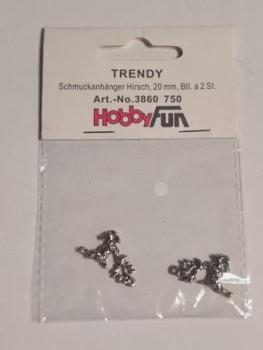 TRENDY
Schmuckanhänger Hirsch, 20 mm, Btl. a 2 St.
Art.-No.3860 750
HobbyFun